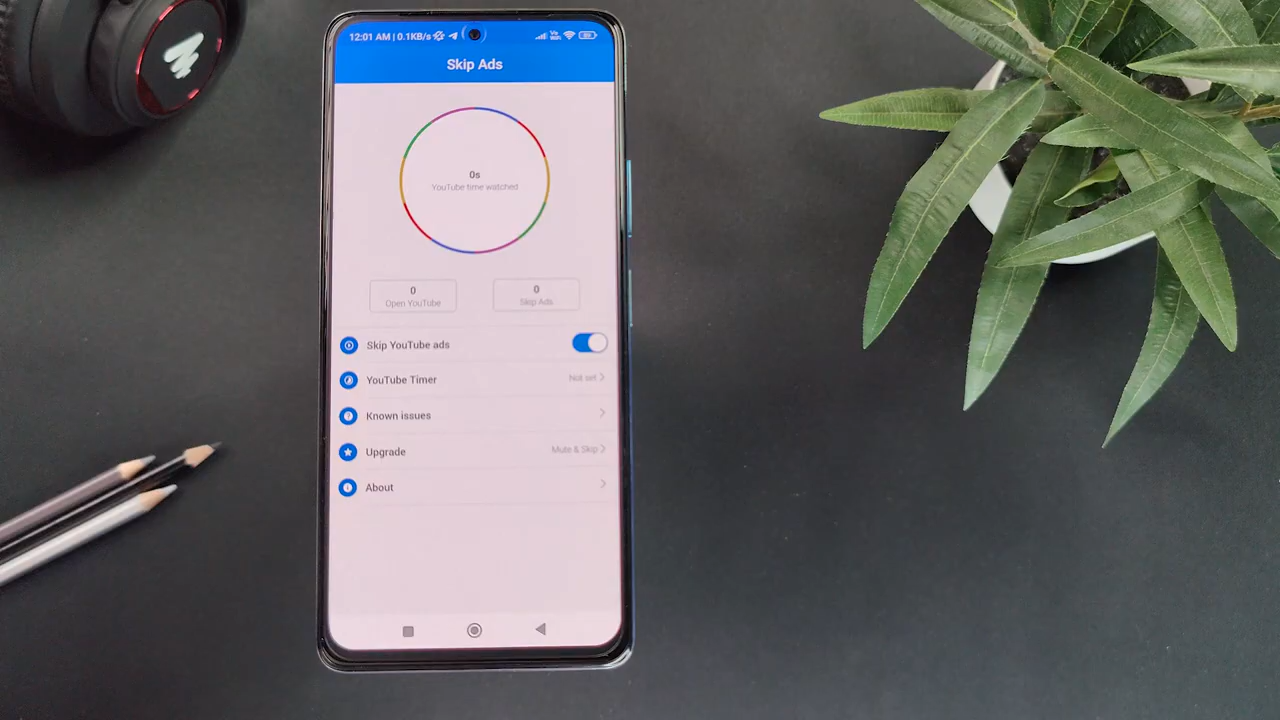 12:01 AM | 0.1KB/s
Skip Ads
0s
YouTube time watched
0
Open YouTube
0
Skip Ads
Skip YouTube ads
YouTube Timer
Not set
Known issues
Upgrade
Mute & Skip
About